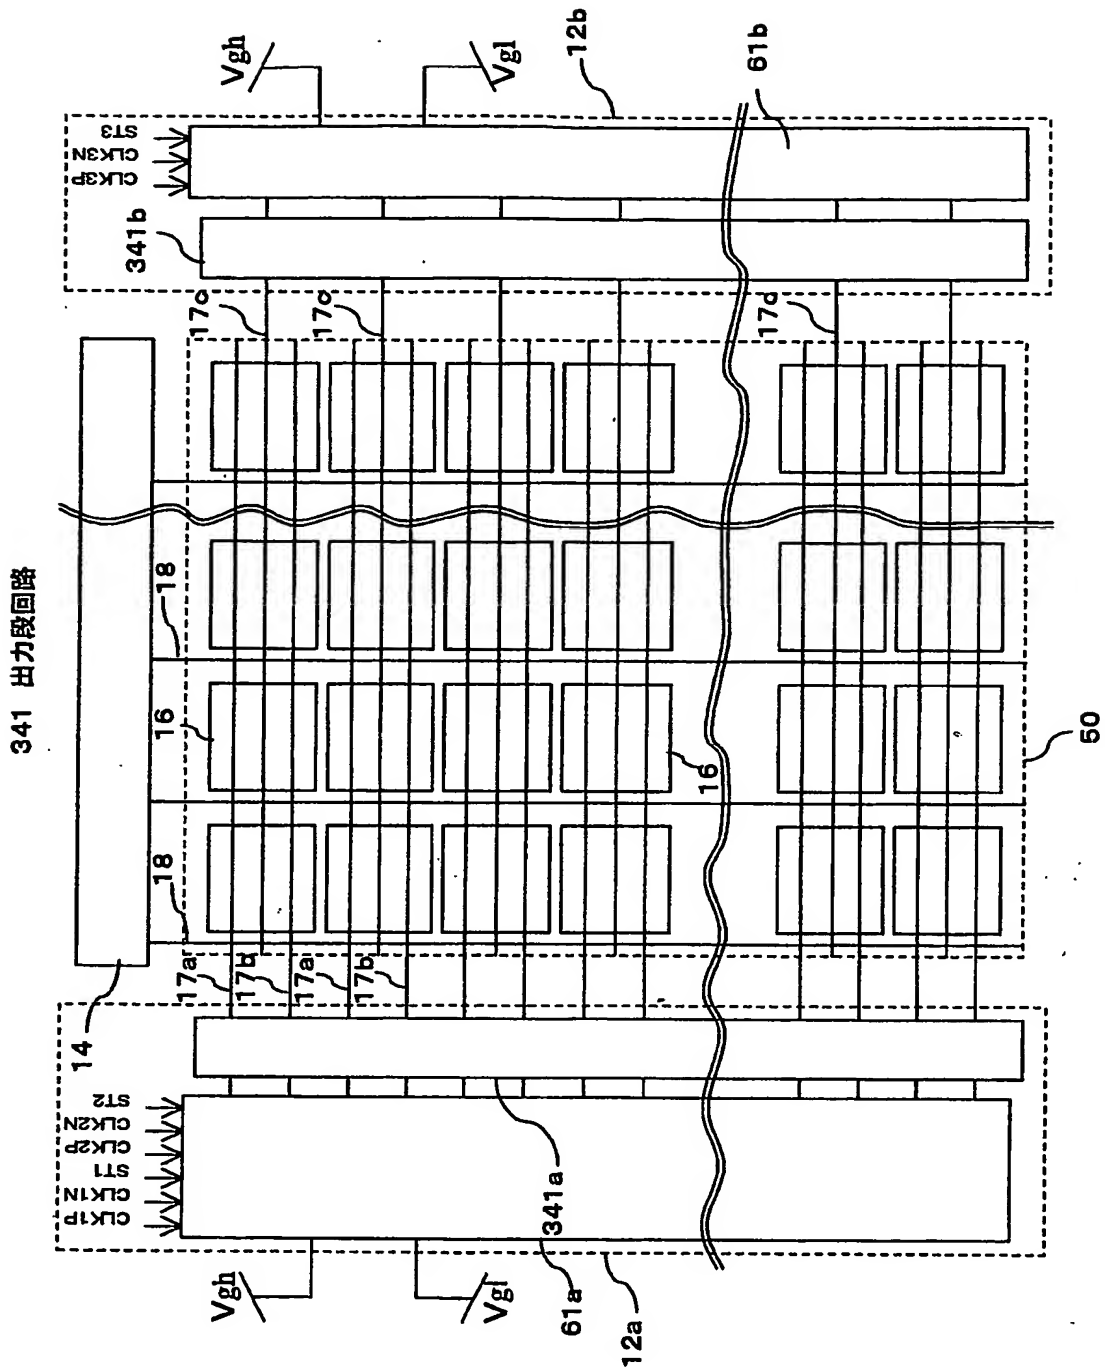 341 出力段回路
14
18
16
18
Vgh
Vgl
CLK1P
CLK1N
ST1
CLK2P
CLK2N
ST2
17a
17b
17a
17b
341a
61a
12a
16
50
17c
17c
17c
341b
CLK3P
CLK3N
ST3
Vgh
Vgl
12b
61b